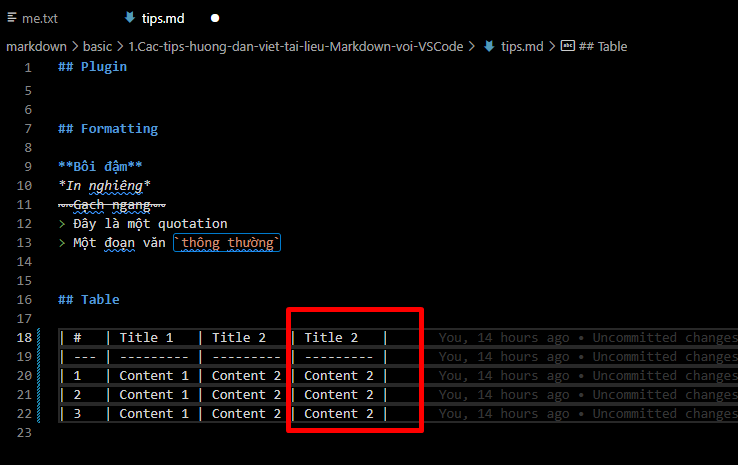 me.txt tips.md
markdown > basic > 1.Cac-tips-huong-dan-viet-tai-lieu-Markdown-voi-VSCode > tips.md > ## Table
1 ## Plugin
5
6
7 ## Formatting
8
9 **Bôi đậm**
10 *In nghiêng*
11 ~~Gạch ngang~~
12 > Đây là một quotation
13 > Một đoạn văn `thông thường`
14
15
16 ## Table
17
18 | # | Title 1 | Title 2 | Title 2 | You, 14 hours ago • Uncommitted changes
19 | --- | --------- | --------- | --------- | You, 14 hours ago • Uncommitted changes
20 | 1 | Content 1 | Content 2 | Content 2 | You, 14 hours ago • Uncommitted changes
21 | 2 | Content 1 | Content 2 | Content 2 | You, 14 hours ago • Uncommitted changes
22 | 3 | Content 1 | Content 2 | Content 2 | You, 14 hours ago • Uncommitted changes
23